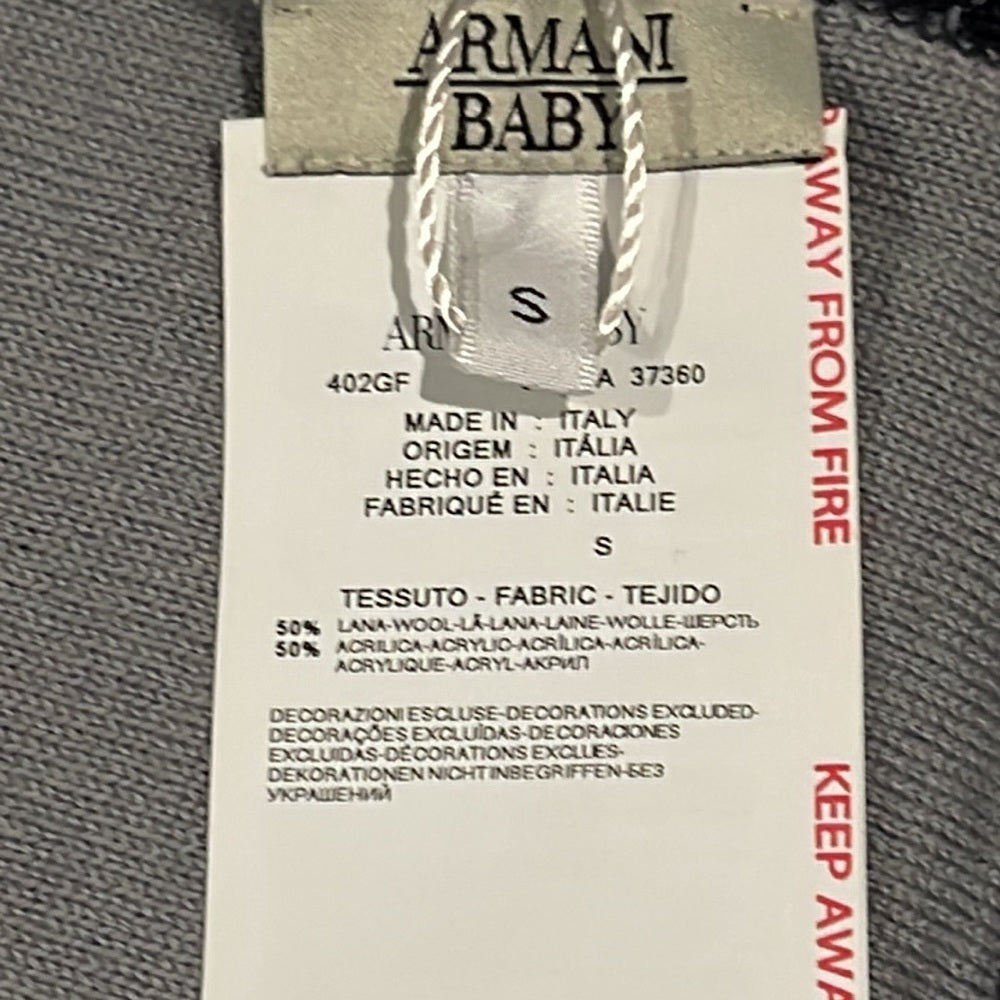 ARMANI
BABY
S
402GF A 37360
MADE IN : ITALY
ORIGEM : ITÁLIA
HECHO EN : ITALIA
FABRIQUÉ EN : ITALIE
S
TESSUTO - FABRIC - TEJIDO
50% LANA-WOOL-LÃ-LANA-LAINE-WOLLE-ШЕРСТЬ
50% ACRILICA-ACRYLIC-ACRÍLICA-ACRÍLICA-
ACRYLIQUE-ACRYL-АКРИЛ
DECORAZIONI ESCLUSE-DECORATIONS EXCLUDED-
DECORAÇÕES EXCLUÍDAS-DECORACIONES
EXCLUIDAS-DÉCORATIONS EXCLUES-
DEKORATIONEN NICHT INBEGRIFFEN-БЕЗ
УКРАШЕНИЙ
AWAY FROM FIRE
KEEP AWA